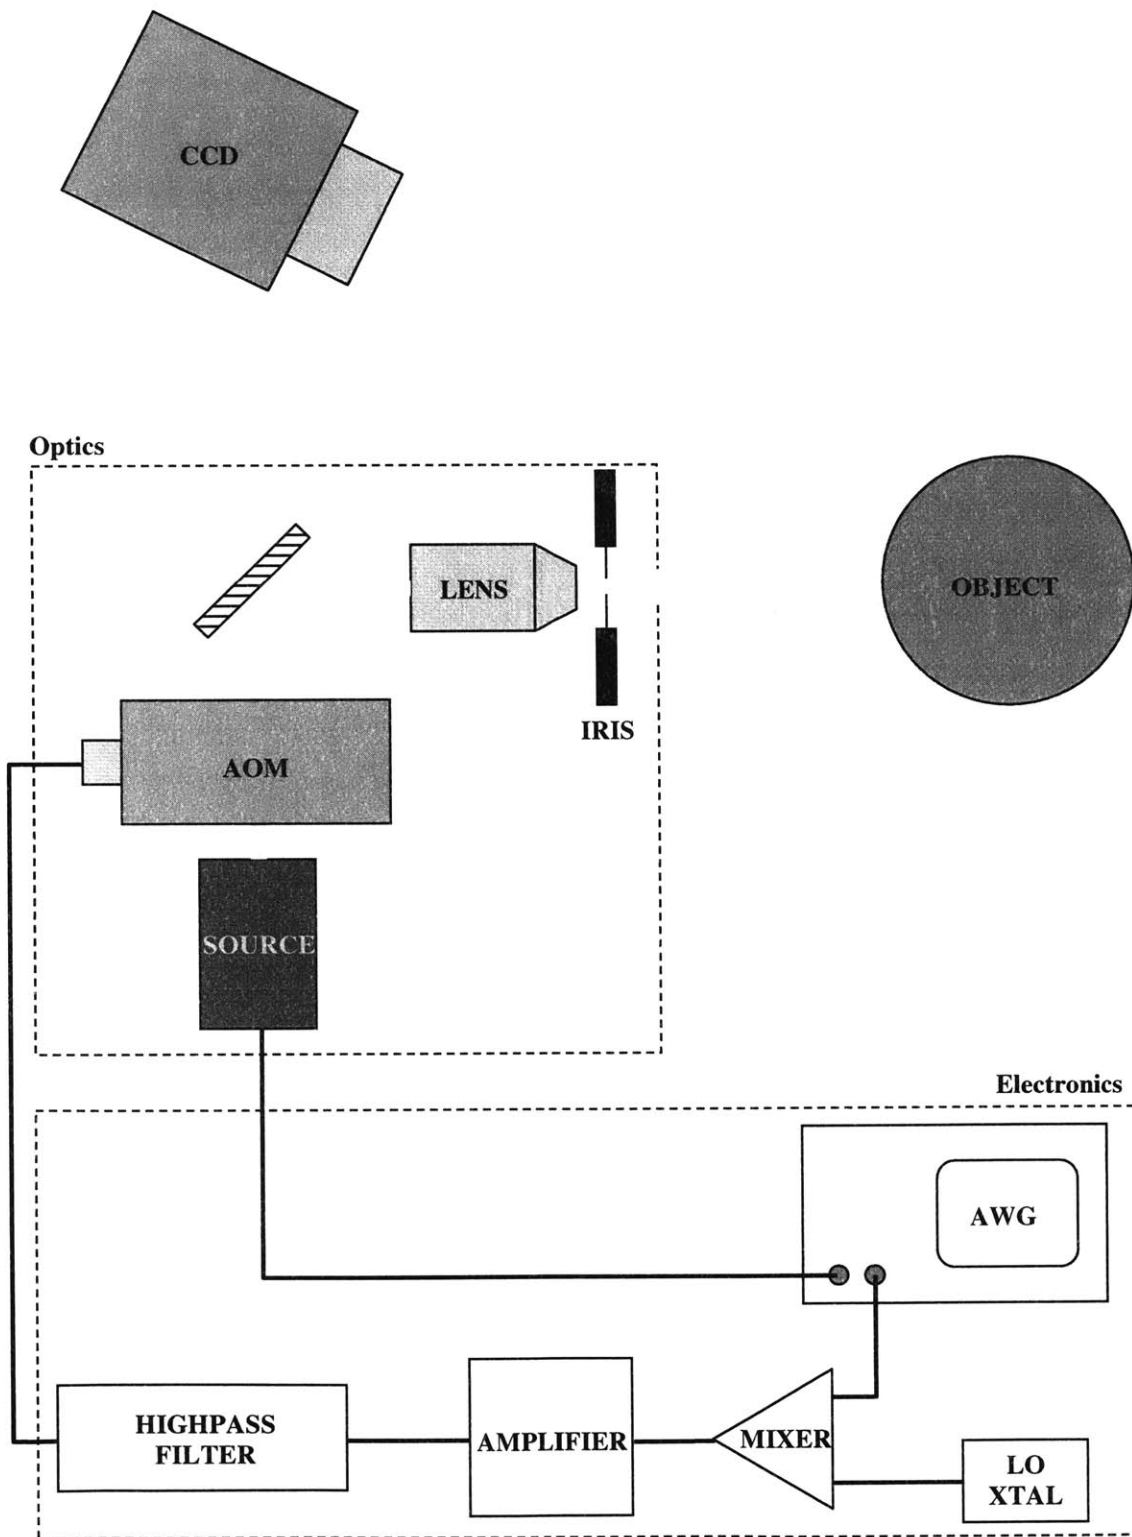 CCD
Optics
LENS
OBJECT
IRIS
AOM
SOURCE
Electronics
AWG
HIGHPASS
FILTER
AMPLIFIER
MIXER
LO
XTAL